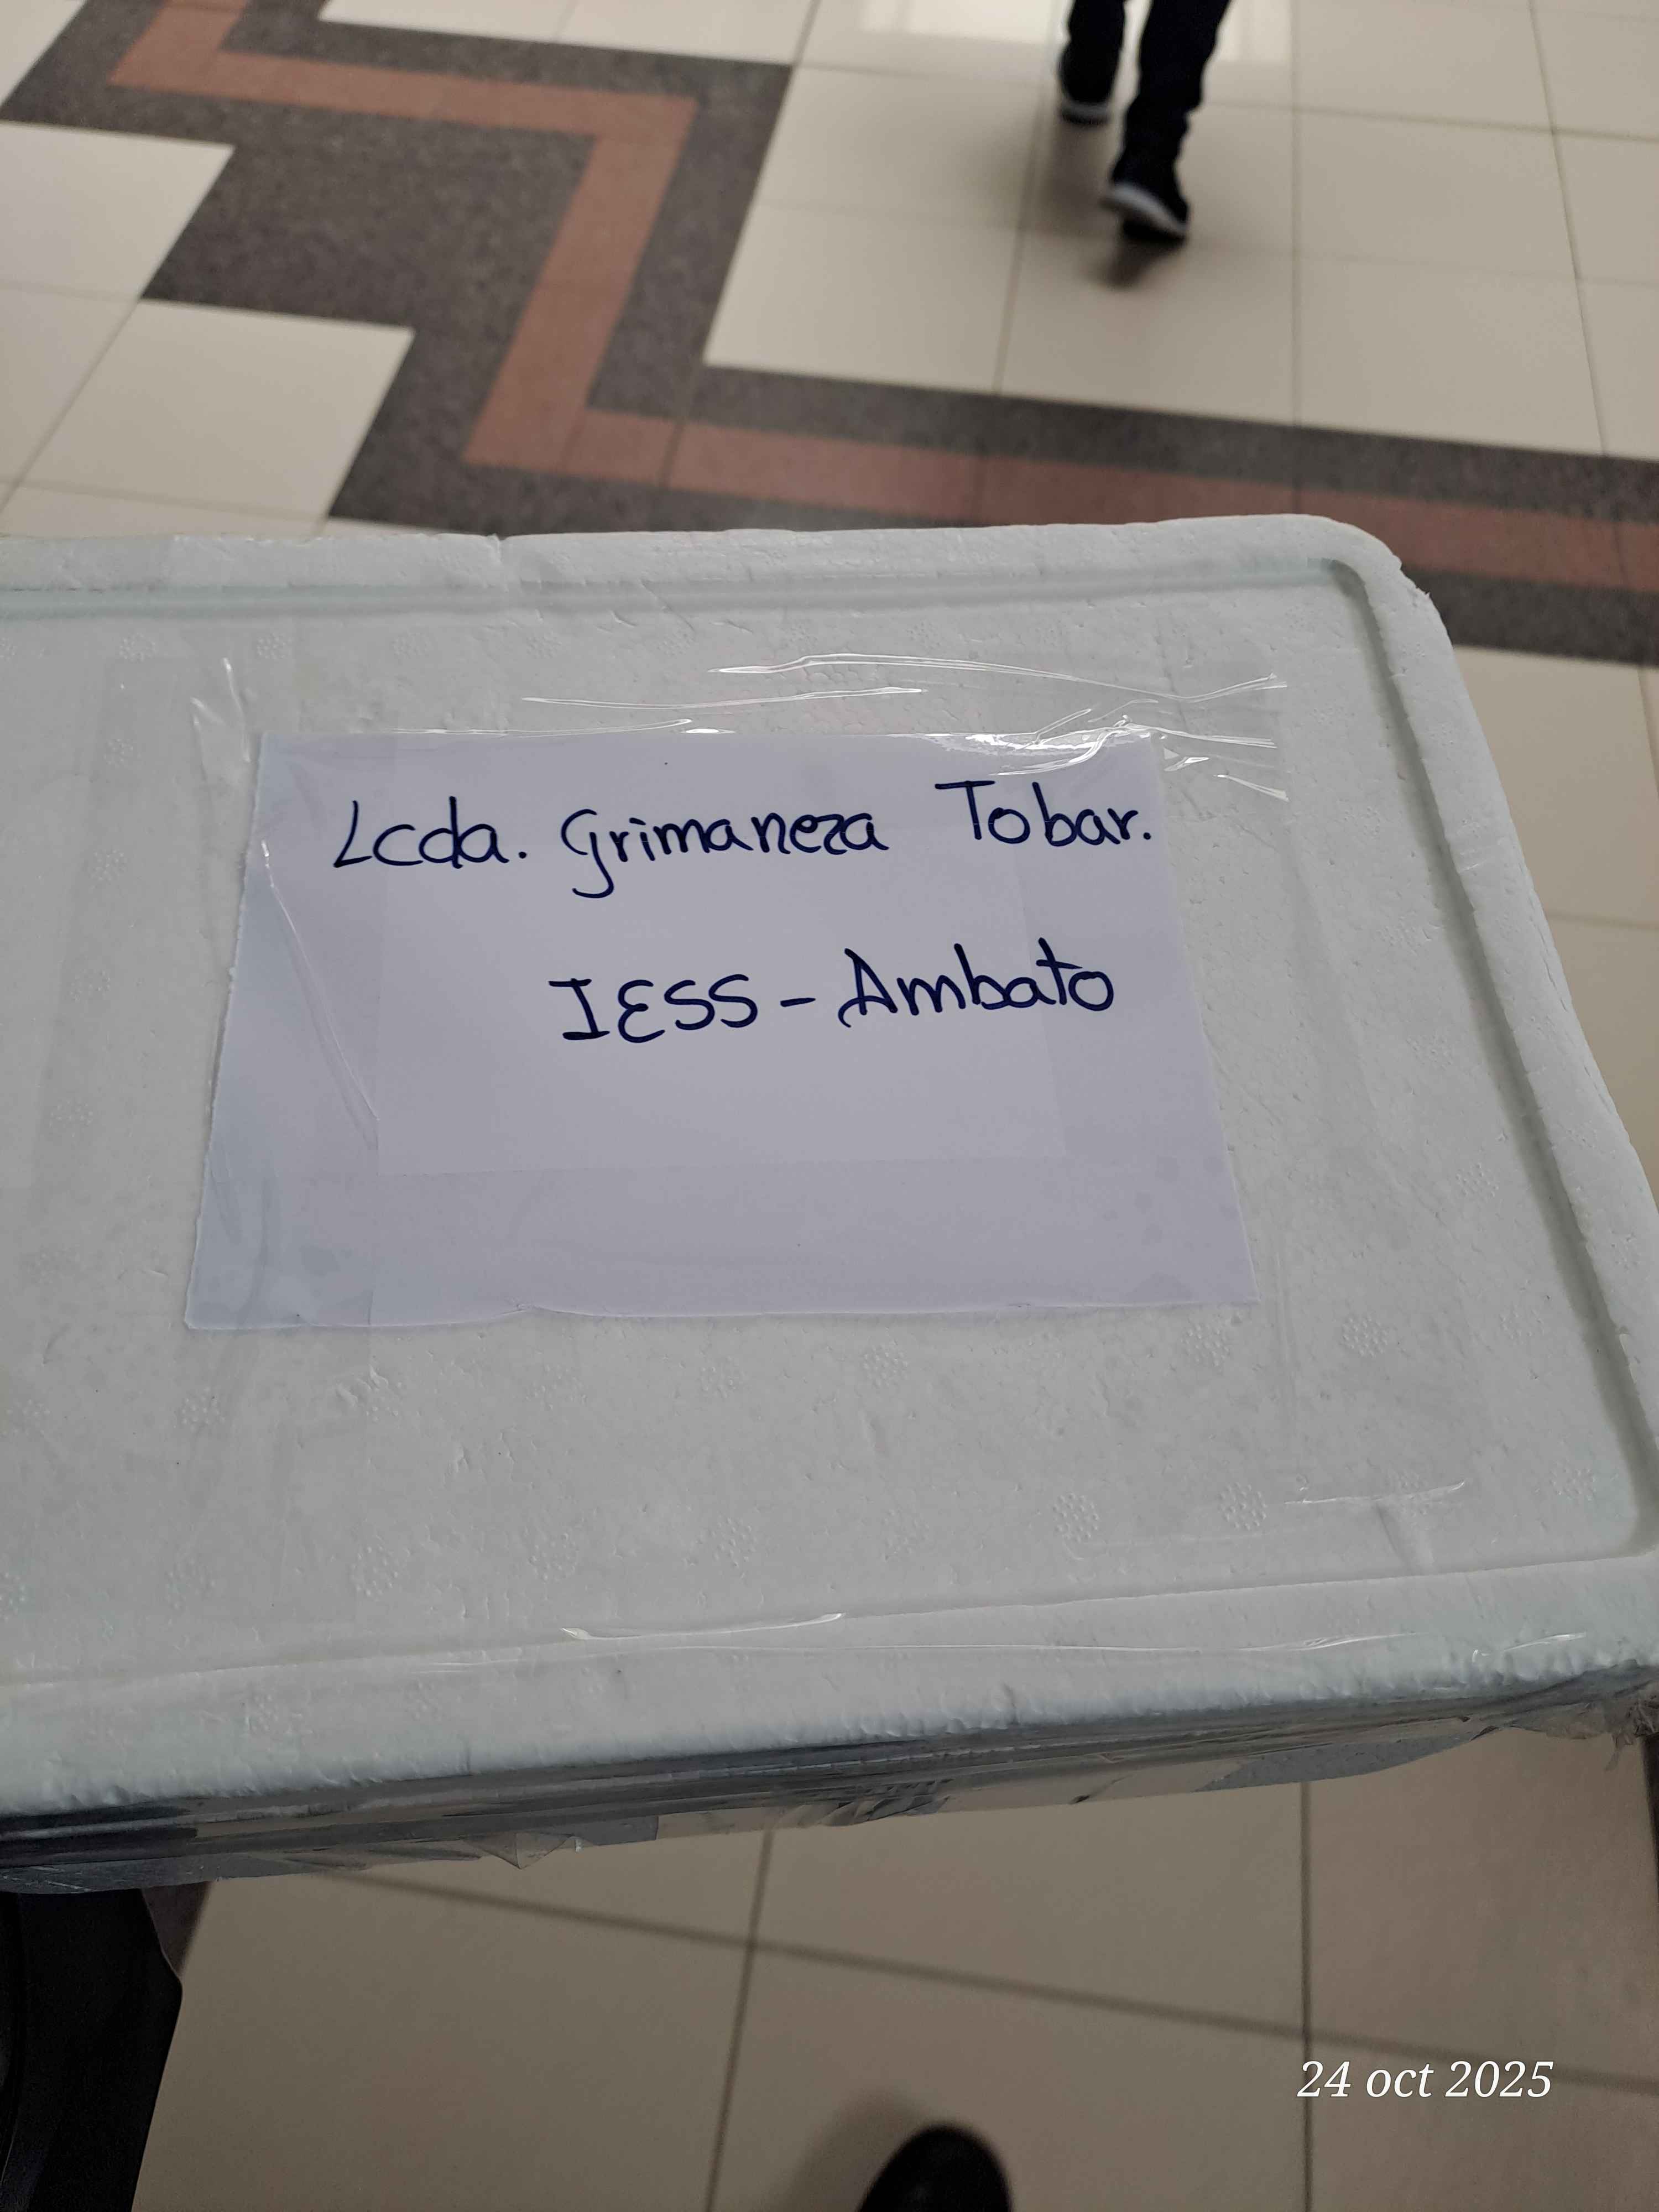 Lcda. Grimaneza Tobar.
IESS - Ambato
24 oct 2025